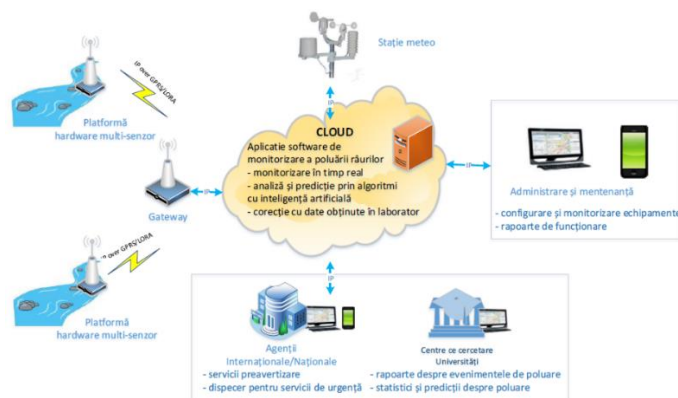 Stație meteo
IP over GPRS/LORA
Platformă
hardware multi-senzor
IP
CLOUD
Aplicatie software de
monitorizare a poluării râurilor
- monitorizare în timp real
- analiză și predicție prin algoritmi
cu inteligență artificială
- corecție cu date obținute în laborator
IP
Gateway
IP
Administrare și mentenanță
- configurare și monitorizare echipamente
- rapoarte de funcționare
IP over GPRS/LORA
Platformă
hardware multi-senzor
IP
Agenții
Internaționale/Naționale
- servicii preavertizare
- dispecer pentru servicii de urgență
Centre ce cercetare
Universități
- rapoarte despre evenimentele de poluare
- statistici și predicții despre poluare